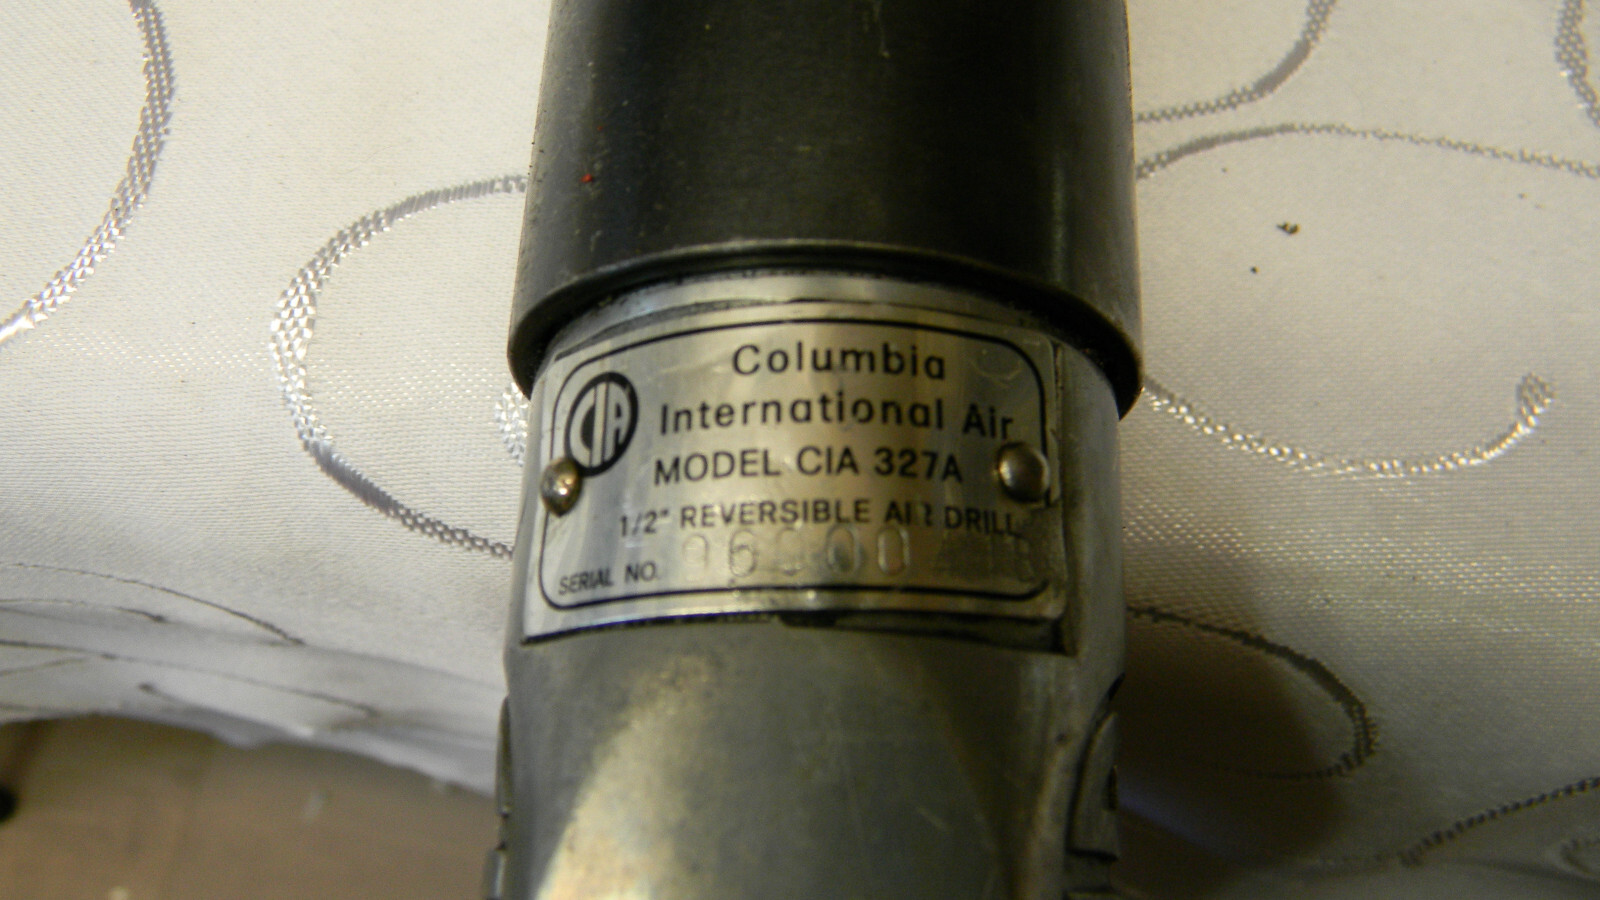 CIA
Columbia
International Air
MODEL CIA 327A
1/2" REVERSIBLE AIR DRILL
SERIAL NO.